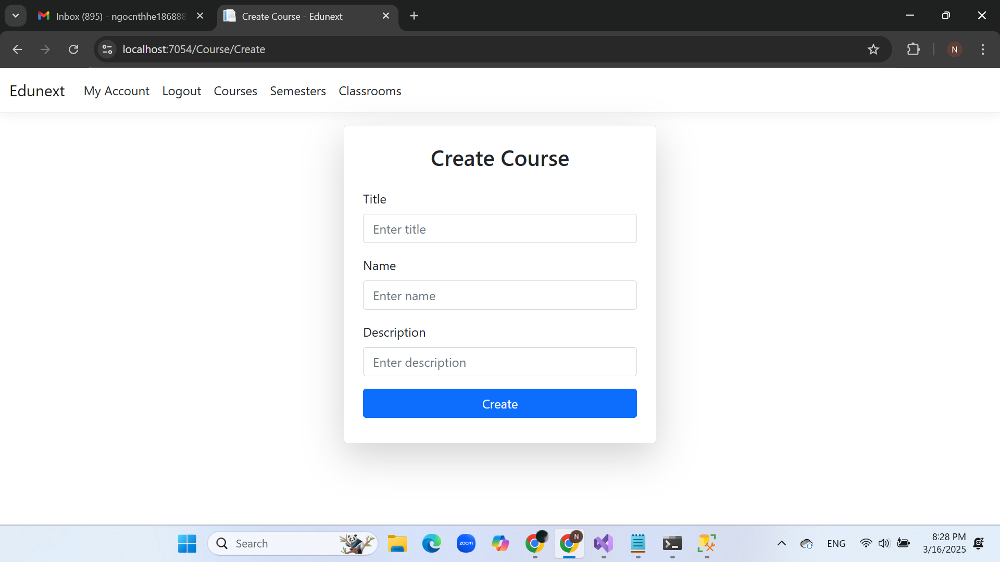 Inbox (895) - ngocnthhe186888
Create Course - Edunext
localhost:7054/Course/Create
N
Edunext
My Account
Logout
Courses
Semesters
Classrooms
Create Course
Title
Enter title
Name
Enter name
Description
Enter description
Create
Search
zoom
N
ENG
8:28 PM
3/16/2025